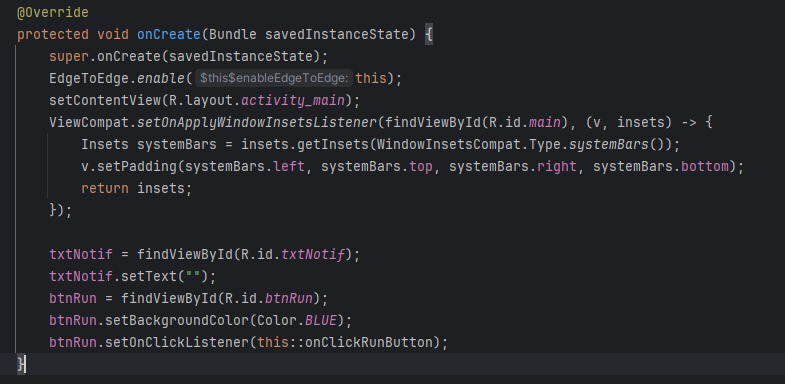 @Override
protected void onCreate(Bundle savedInstanceState) {
super.onCreate(savedInstanceState);
EdgeToEdge.enable( $this$enableEdgeToEdge: this);
setContentView(R.layout.activity_main);
ViewCompat.setOnApplyWindowInsetsListener(findViewById(R.id.main), (v, insets) -> {
Insets systemBars = insets.getInsets(WindowInsetsCompat.Type.systemBars());
v.setPadding(systemBars.left, systemBars.top, systemBars.right, systemBars.bottom);
return insets;
});
txtNotif = findViewById(R.id.txtNotif);
txtNotif.setText("");
btnRun = findViewById(R.id.btnRun);
btnRun.setBackgroundColor(Color.BLUE);
btnRun.setOnClickListener(this::onClickRunButton);
}